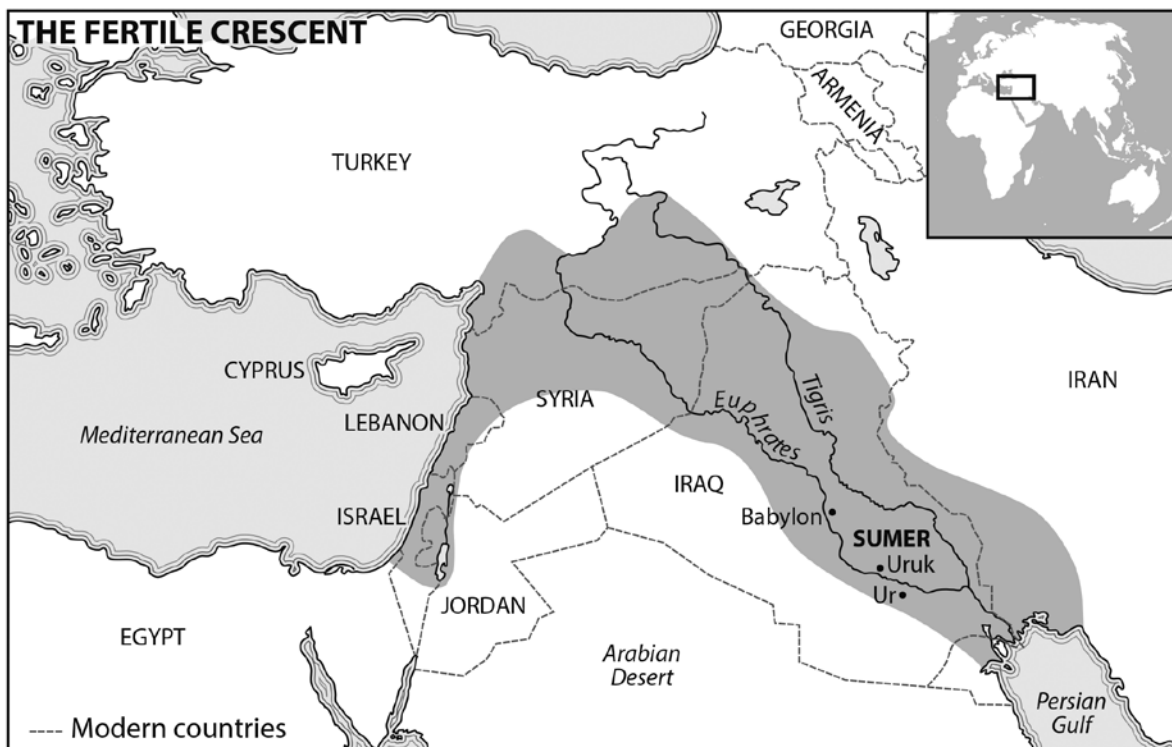 THE FERTILE CRESCENT
GEORGIA
ARMENIA
TURKEY
CYPRUS
LEBANON
SYRIA
IRAN
Mediterranean Sea
Tigris
Euphrates
ISRAEL
IRAQ
Babylon
SUMER
Uruk
Ur
JORDAN
EGYPT
Arabian
Desert
Persian
Gulf
---- Modern countries